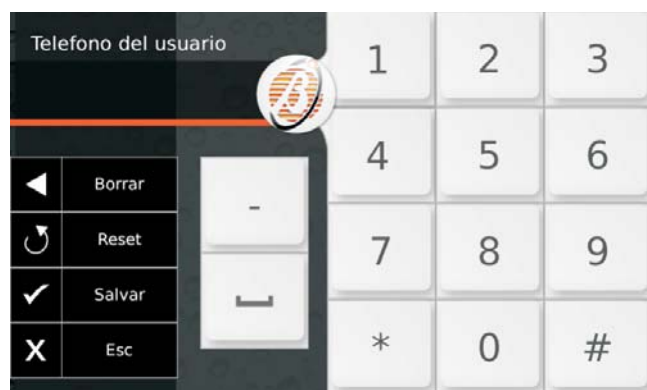 Telefono del usuario
1 2 3
4 5 6
Borrar
-
Reset
7 8 9
Salvar
Esc
* 0 #